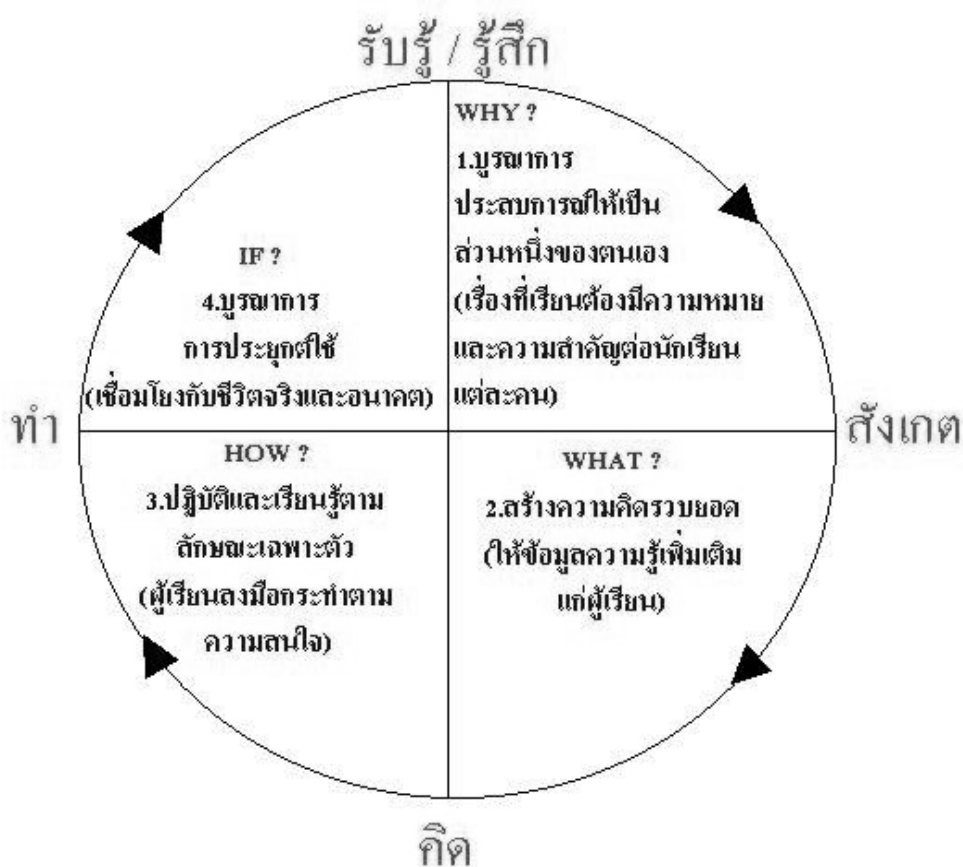 รับรู้ / รู้สึก
WHY ?
1.บูรณาการ
ประสบการณ์ให้เป็น
ส่วนหนึ่งของตนเอง
(เรื่องที่เรียนต้องมีความหมาย
และความสำคัญต่อนักเรียน
แต่ละคน)
สังเกต
WHAT ?
2.สร้างความคิดรวบยอด
(ให้ข้อมูลความรู้เพิ่มเติม
แก่ผู้เรียน)
คิด
HOW ?
3.ปฏิบัติและเรียนรู้ตาม
ลักษณะเฉพาะตัว
(ผู้เรียนลงมือกระทำตาม
ความสนใจ)
ทำ
IF ?
4.บูรณาการ
การประยุกต์ใช้
(เชื่อมโยงกับชีวิตจริงและอนาคต)